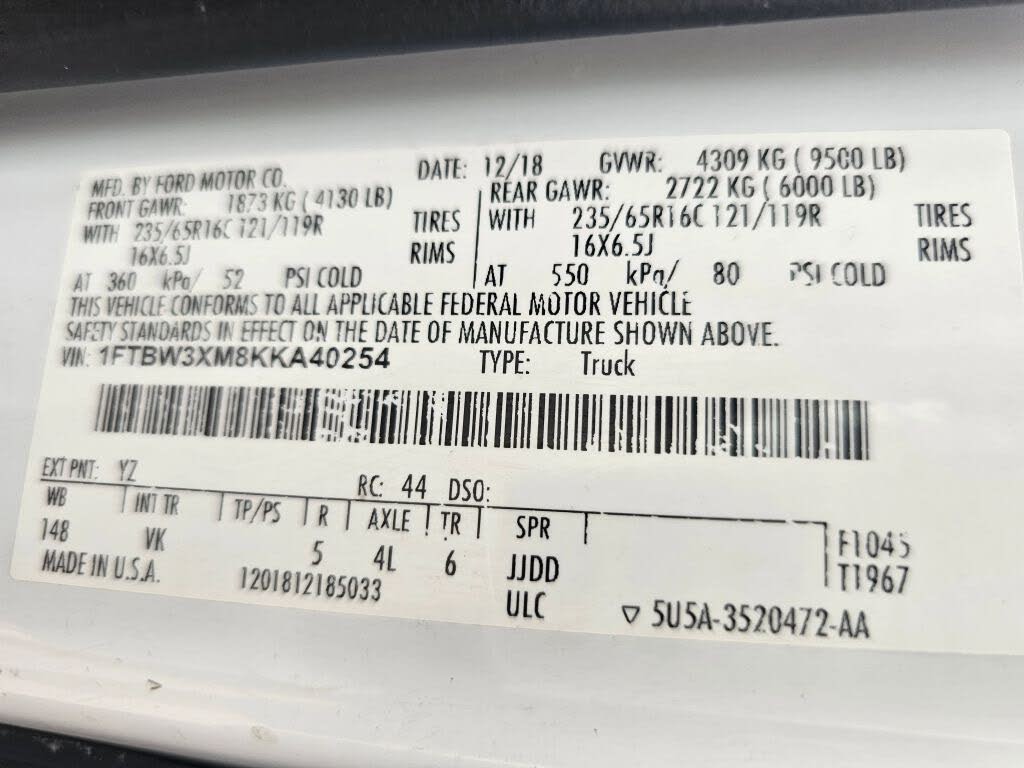 MFD. BY FORD MOTOR CO. DATE: 12/18 GVWR: 4309 KG ( 9500 LB)
FRONT GAWR: 1873 KG ( 4130 LB) REAR GAWR: 2722 KG ( 6000 LB)
WITH 235/65R16C 121/119R TIRES WITH 235/65R16C 121/119R TIRES
16X6.5J RIMS 16X6.5J RIMS
AT 360 kPa/ 52 PSI COLD AT 550 kPa/ 80 PSI COLD
THIS VEHICLE CONFORMS TO ALL APPLICABLE FEDERAL MOTOR VEHICLE
SAFETY STANDARDS IN EFFECT ON THE DATE OF MANUFACTURE SHOWN ABOVE.
VIN: 1FTBW3XM8KKA40254 TYPE: Truck
EXT PNT: YZ RC: 44 DSO:
WB INT TR TP/PS R AXLE TR SPR F1045
148 VK 5 4L 6 JJDD T1967
MADE IN U.S.A. 1201812185033 ULC ▽ 5U5A-3520472-AA